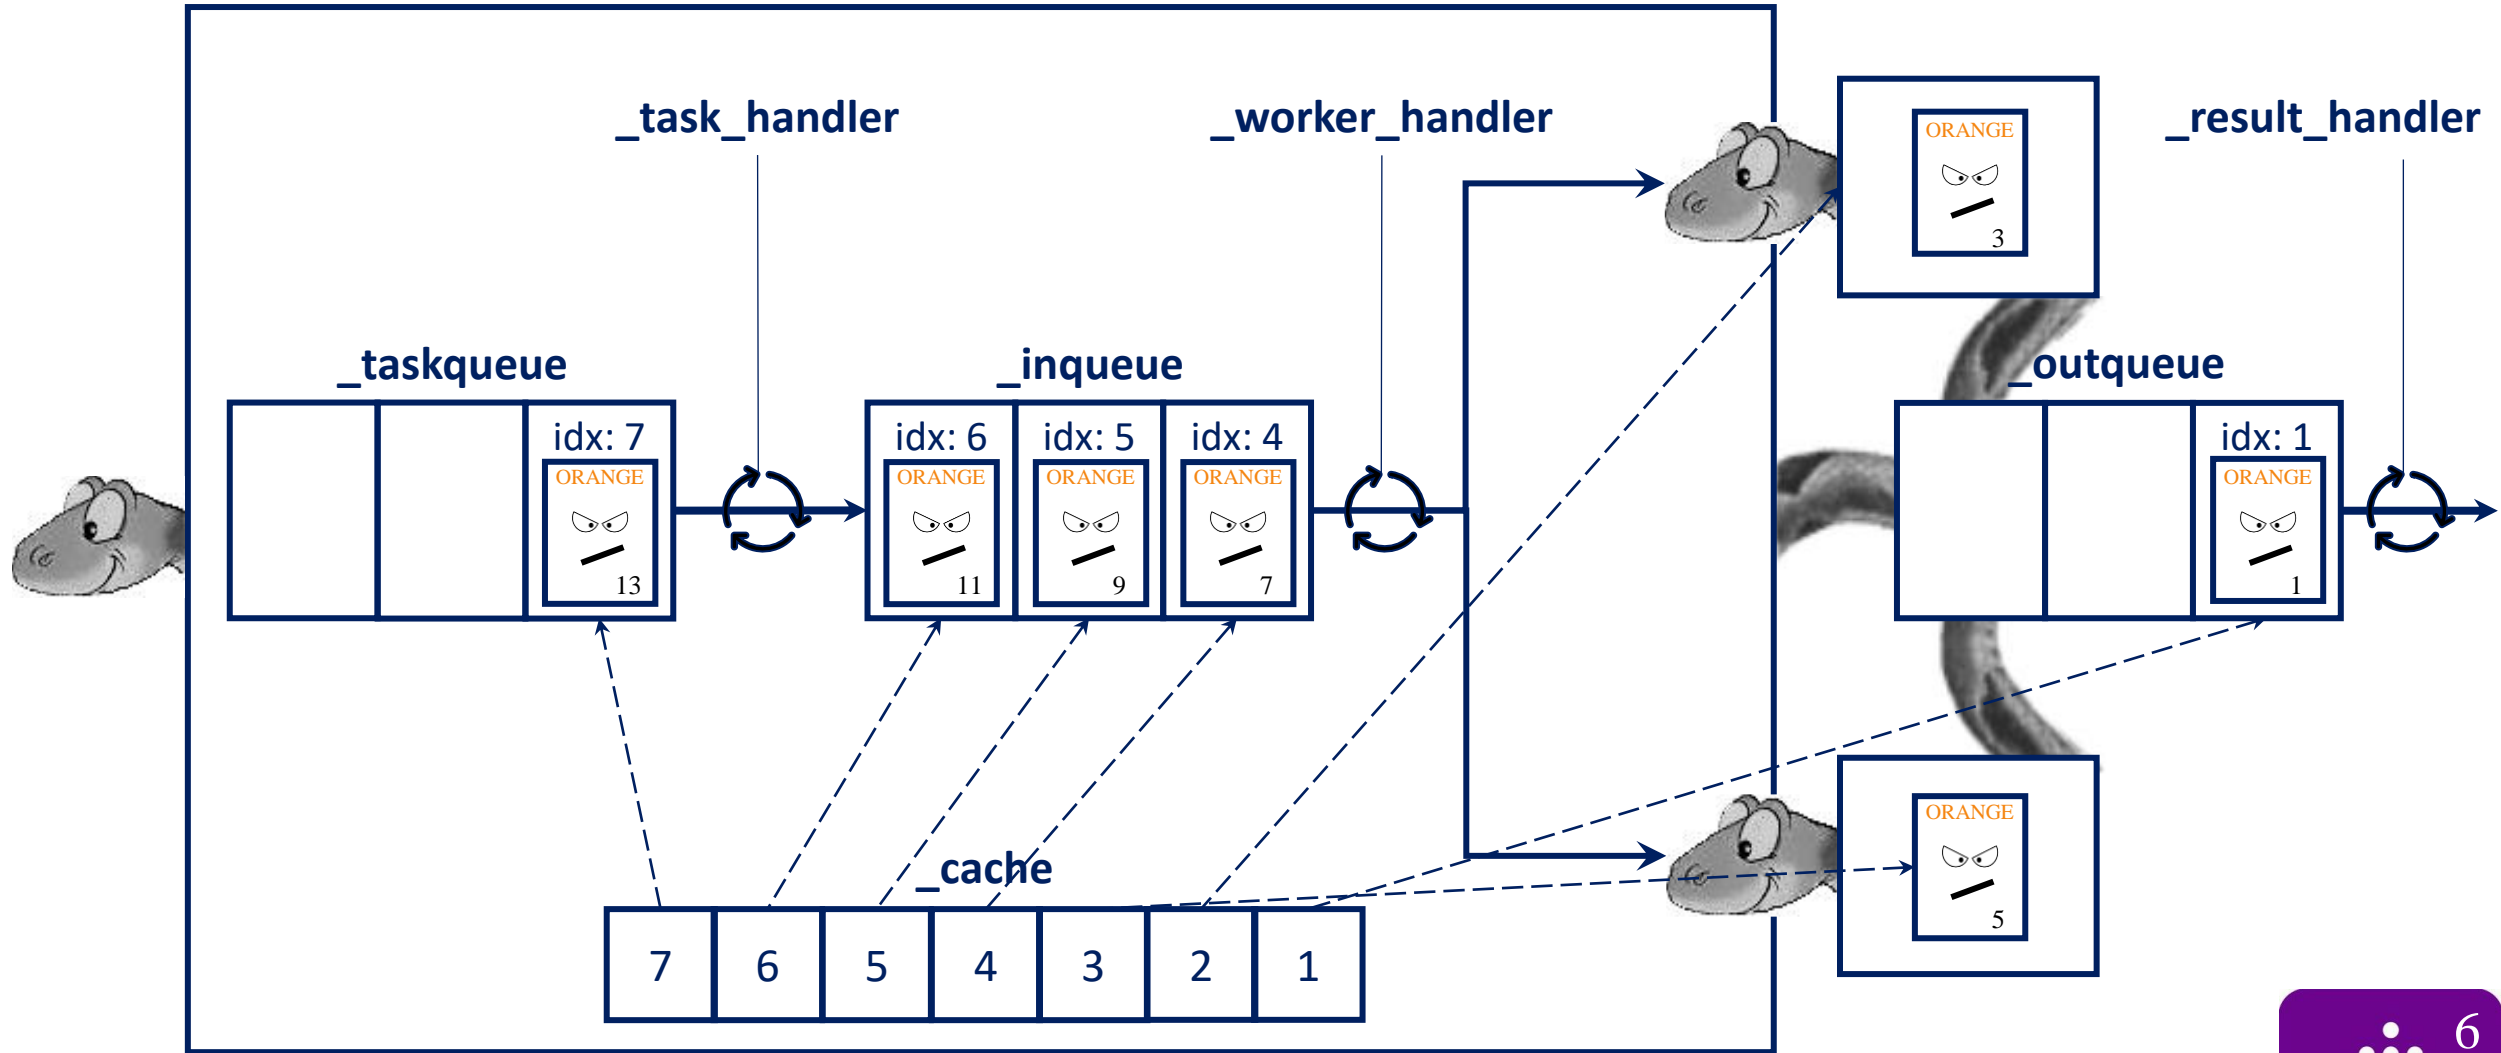 _task_handler
_worker_handler
_result_handler
ORANGE
3
_taskqueue
_inqueue
_outqueue
idx: 7
ORANGE
13
idx: 6
ORANGE
11
idx: 5
ORANGE
9
idx: 4
ORANGE
7
idx: 1
ORANGE
1
ORANGE
5
_cache
7 6 5 4 3 2 1
6